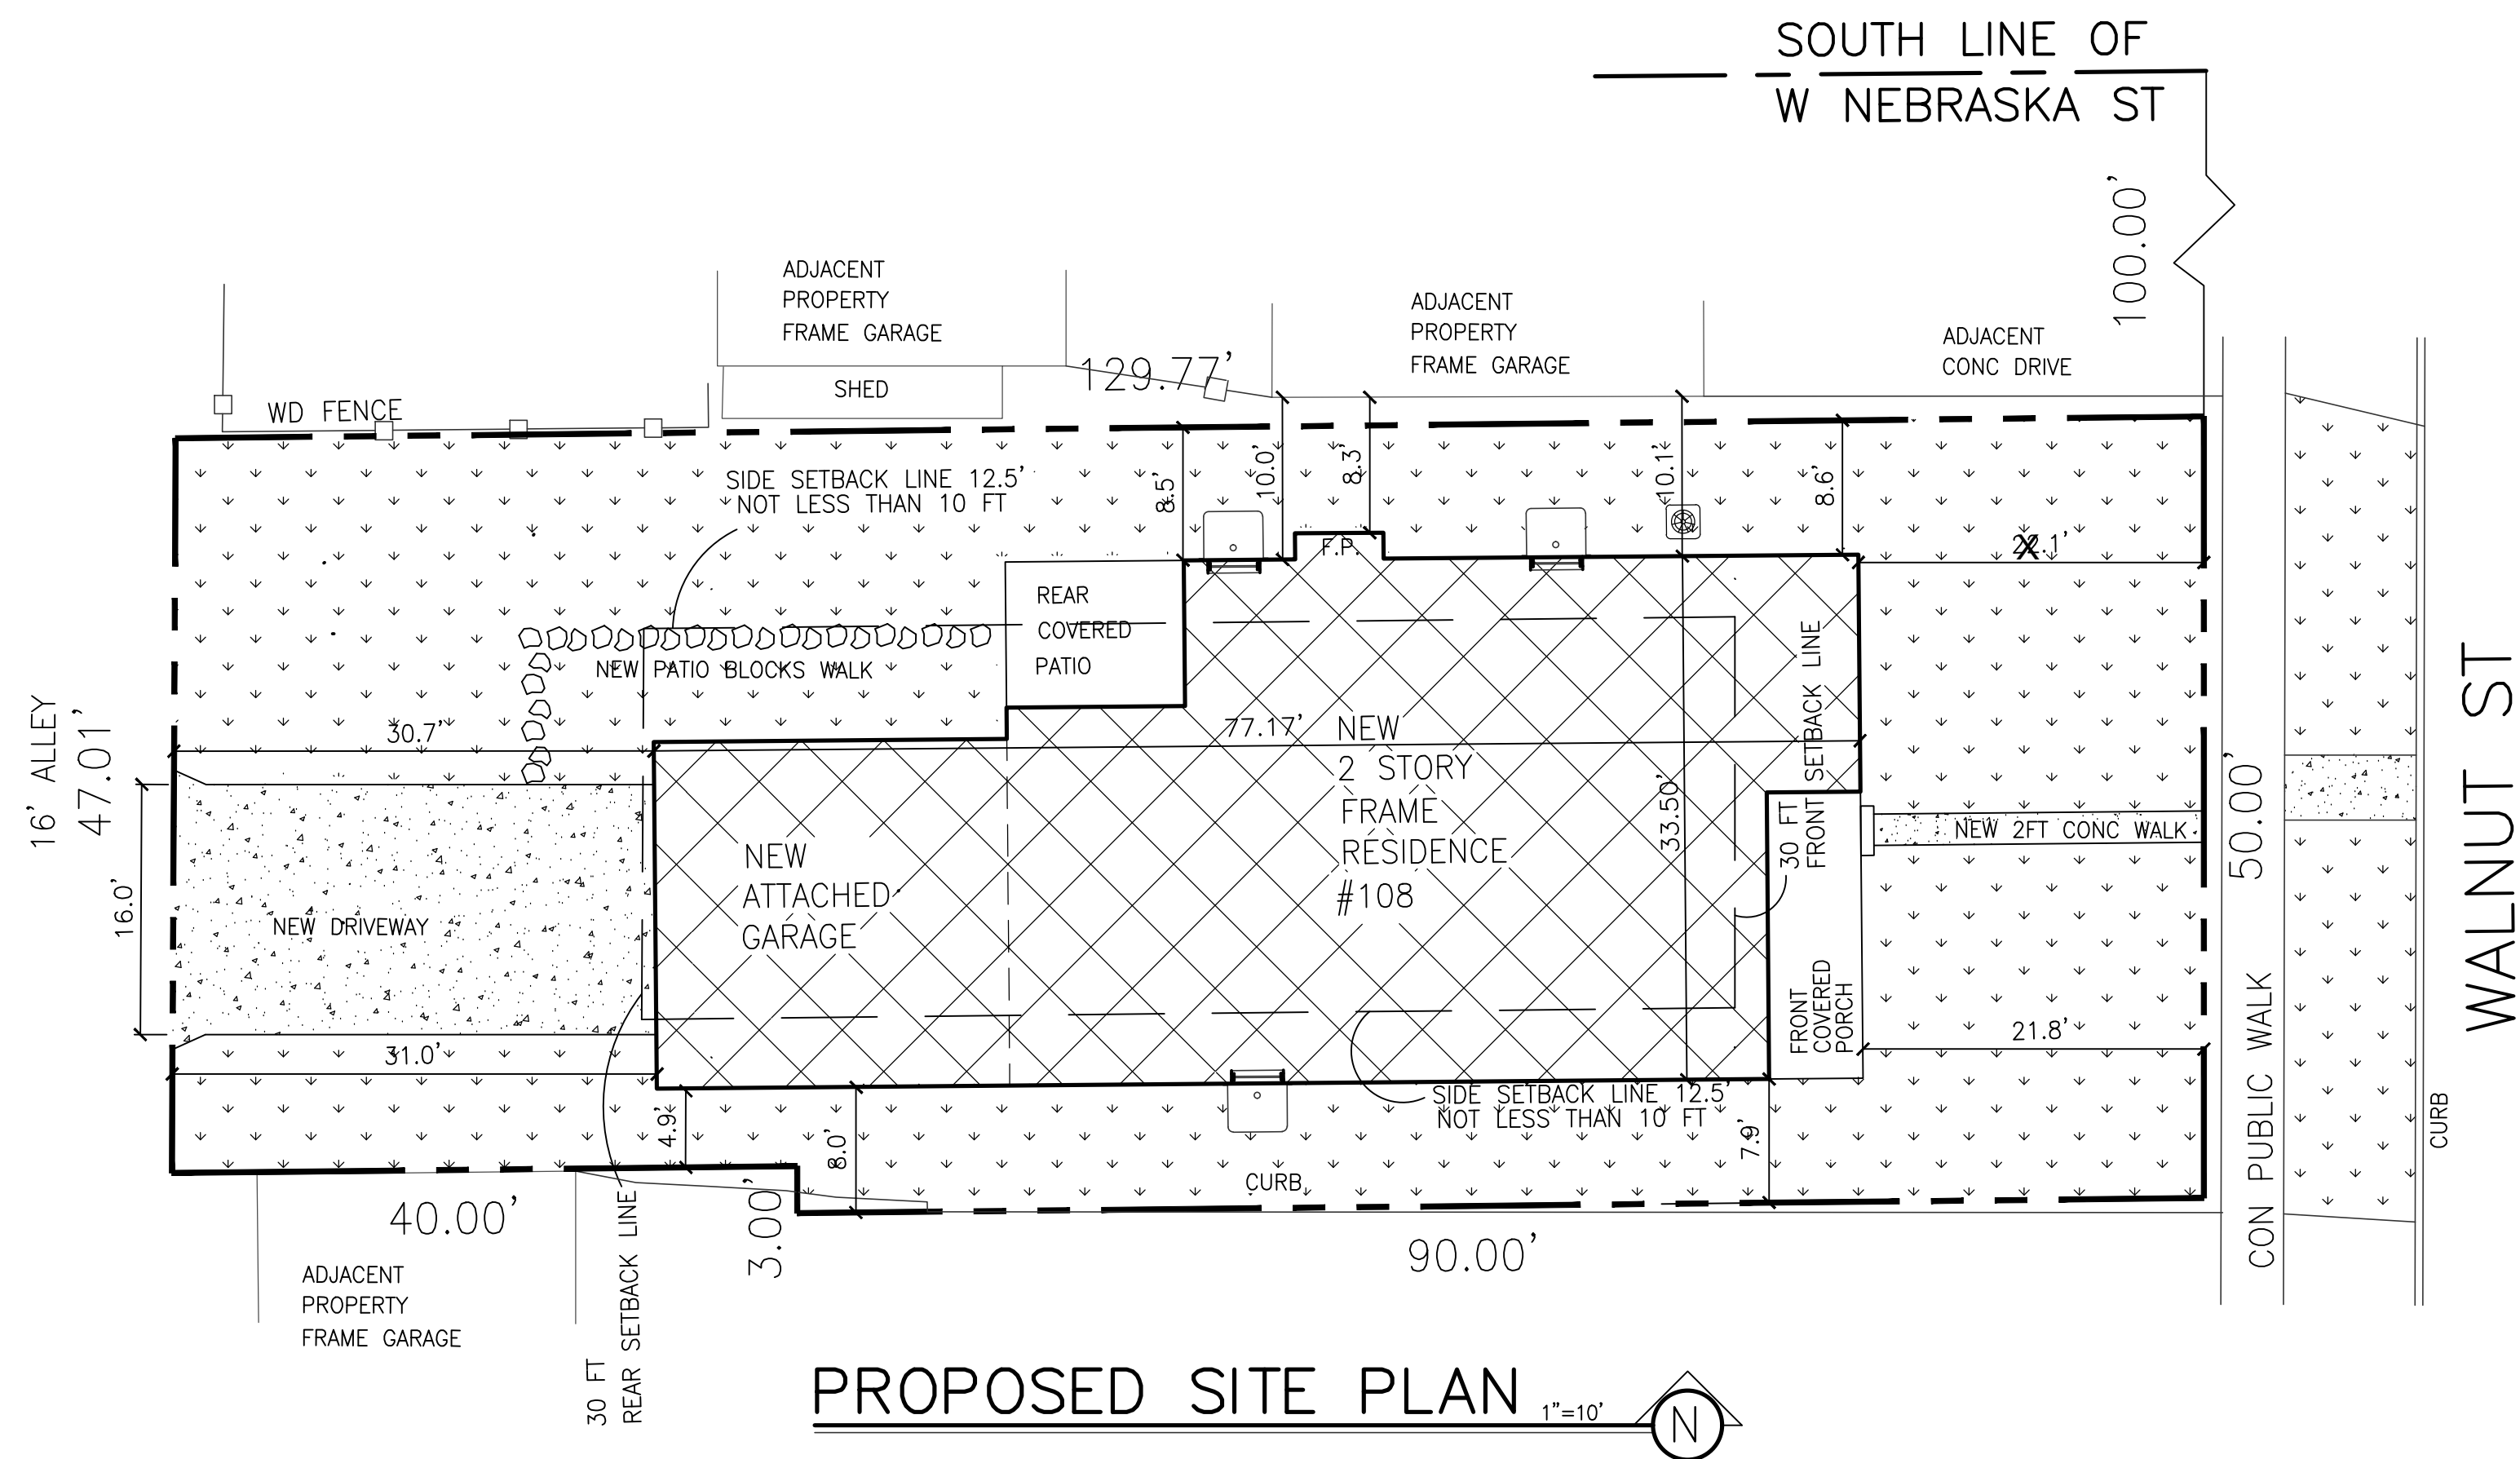 SOUTH LINE OF
W NEBRASKA ST
100.00'
ADJACENT
PROPERTY
FRAME GARAGE
SHED
129.77'
ADJACENT
PROPERTY
FRAME GARAGE
ADJACENT
CONC DRIVE
WD FENCE
SIDE SETBACK LINE 12.5'
NOT LESS THAN 10 FT
8.5'
10.0'
8.3'
10.1'
8.6'
F.P.
22.1'
X
REAR
COVERED
PATIO
NEW PATIO BLOCKS WALK
SETBACK LINE
30 FT
FRONT
30.7'
77.17'
NEW
2 STORY
FRAME
RESIDENCE
#108
33.50'
16' ALLEY
47.01'
16.0'
NEW DRIVEWAY
NEW
ATTACHED
GARAGE
NEW 2FT CONC WALK
50.00'
WALNUT ST
FRONT
COVERED
PORCH
21.8'
31.0'
CON PUBLIC WALK
CURB
4.9'
8.0'
SIDE SETBACK LINE 12.5'
NOT LESS THAN 10 FT
7.9'
CURB
40.00'
3.00'
90.00'
ADJACENT
PROPERTY
FRAME GARAGE
30 FT
REAR SETBACK LINE
PROPOSED SITE PLAN
1"=10'
N